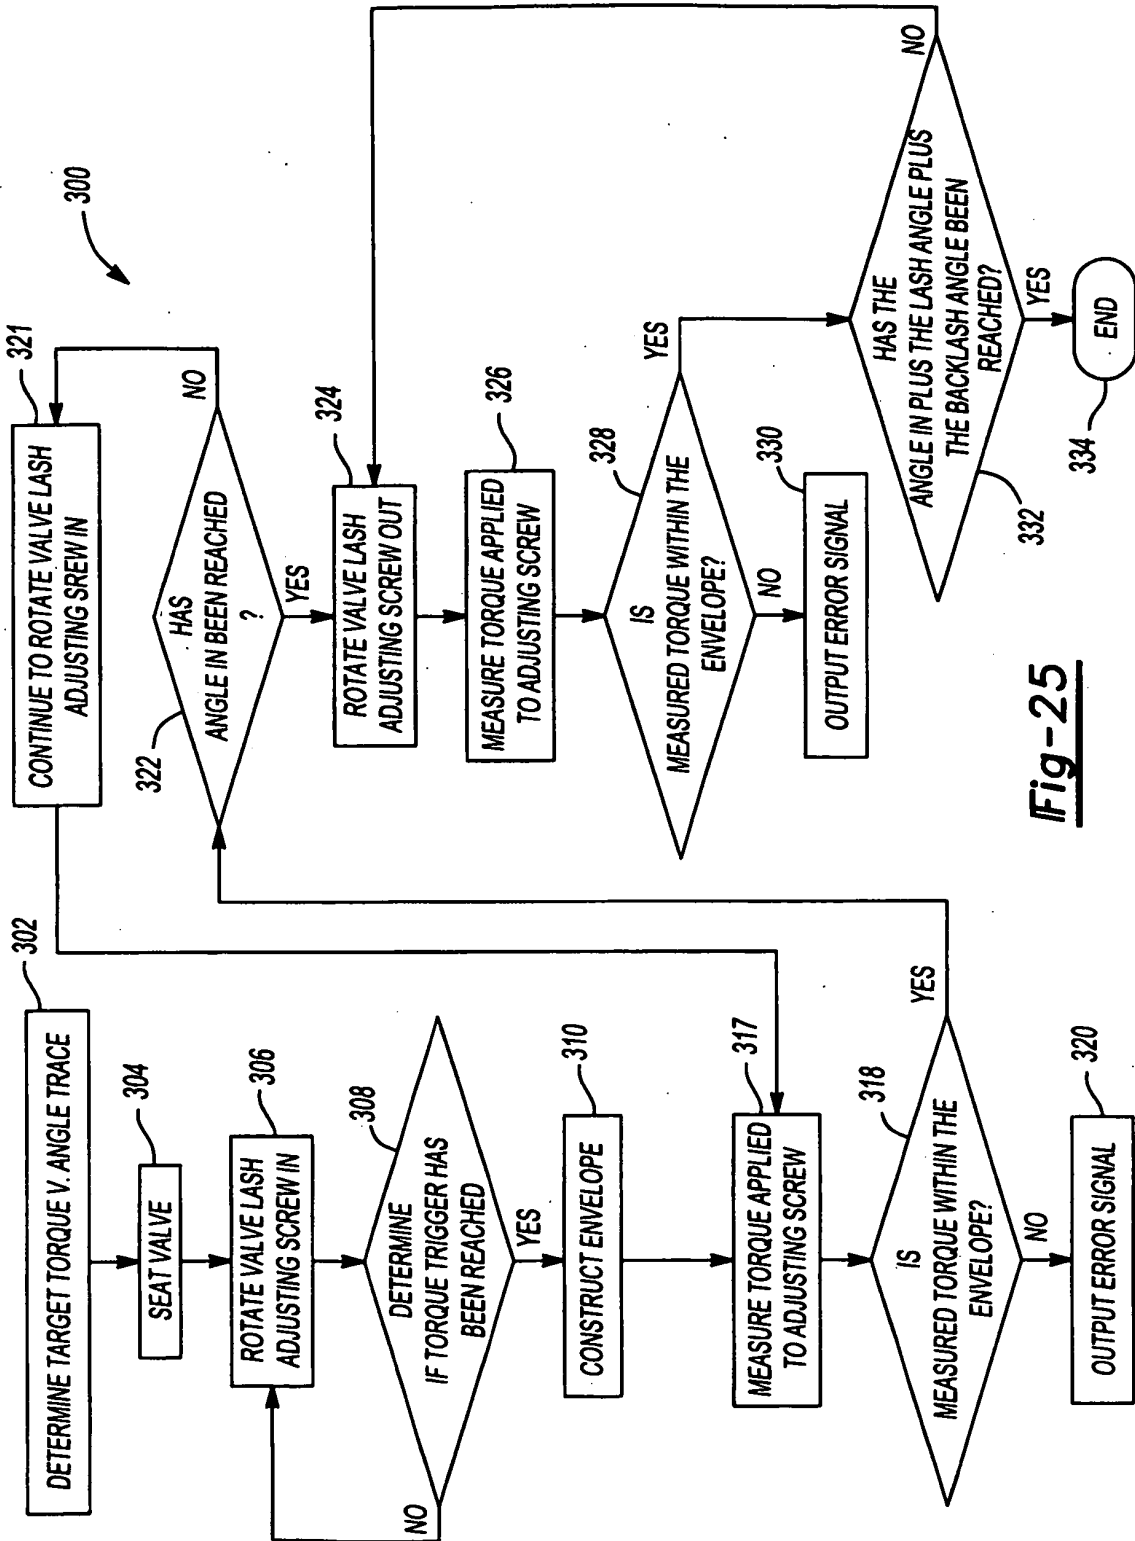 300
302
DETERMINE TARGET TORQUE V. ANGLE TRACE
304
SEAT VALVE
306
ROTATE VALVE LASH
ADJUSTING SCREW IN
308
DETERMINE
IF TORQUE TRIGGER HAS
BEEN REACHED
NO
YES
310
CONSTRUCT ENVELOPE
317
MEASURE TORQUE APPLIED
TO ADJUSTING SCREW
318
IS
MEASURED TORQUE WITHIN THE
ENVELOPE?
YES
NO
320
OUTPUT ERROR SIGNAL
321
CONTINUE TO ROTATE VALVE LASH
ADJUSTING SREW IN
322
HAS
ANGLE IN BEEN REACHED
?
NO
YES
324
ROTATE VALVE LASH
ADJUSTING SCREW OUT
326
MEASURE TORQUE APPLIED
TO ADJUSTING SCREW
328
IS
MEASURED TORQUE WITHIN THE
ENVELOPE?
YES
NO
330
OUTPUT ERROR SIGNAL
332
HAS THE
ANGLE IN PLUS THE LASH ANGLE PLUS
THE BACKLASH ANGLE BEEN
REACHED?
NO
YES
334
END
Fig-25